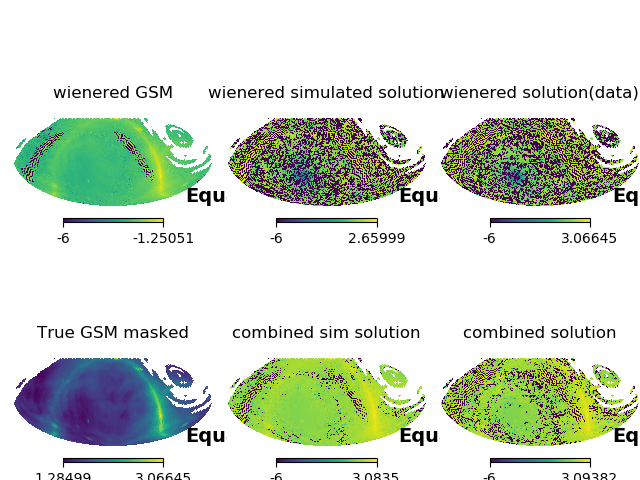 wienered GSM
wienered simulated solution
wienered solution(data)
Equ
Equ
Eq
-6
-1.25051
-6
2.65999
-6
3.06645
True GSM masked
combined sim solution
combined solution
Equ
Equ
Eq
1.28499
3.06645
-6
3.0835
-6
3.09382